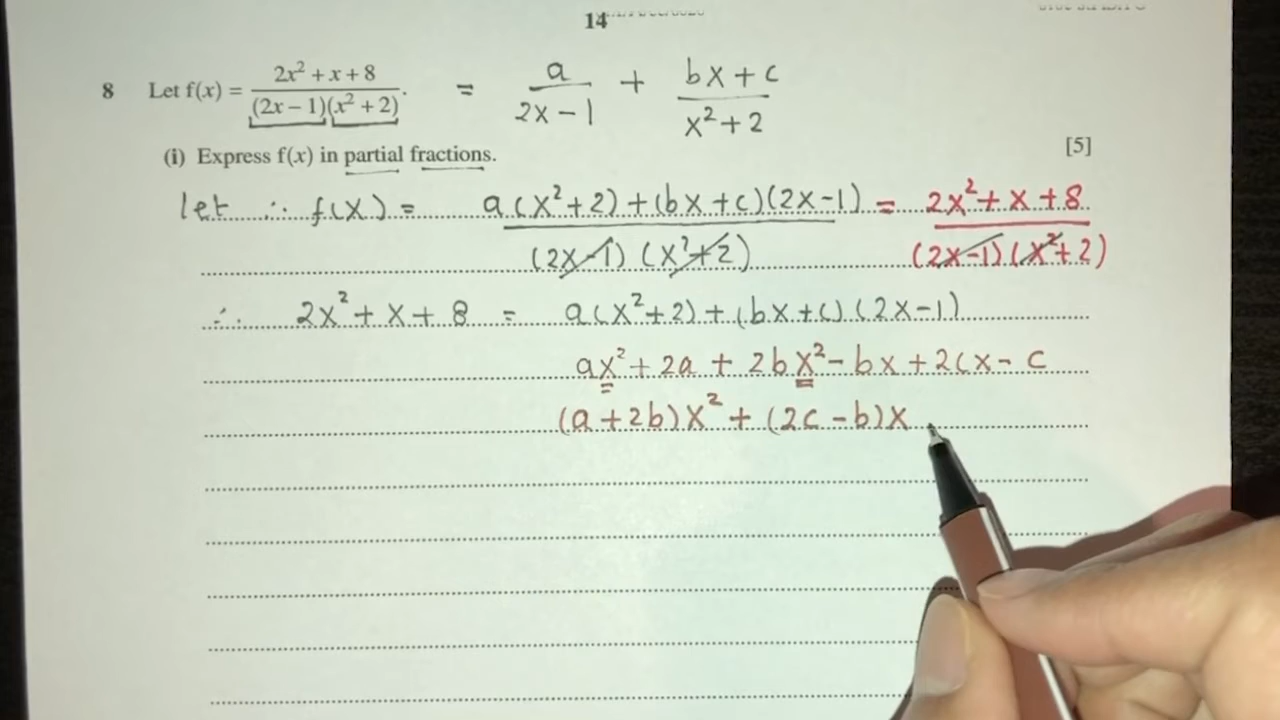 14
8 Let f(x) = (2x² + x + 8)/((2x − 1)(x² + 2)). = a/(2x − 1) + (bx + c)/(x² + 2)
(i) Express f(x) in partial fractions. [5]
let ∴ f(x) = (a(x² + 2) + (bx + c)(2x − 1))/((2x − 1)(x² + 2)) = (2x² + x + 8)/((2x − 1)(x² + 2))
∴ 2x² + x + 8 = a(x² + 2) + (bx + c)(2x − 1)
ax² + 2a + 2bx² − bx + 2cx − c
(a + 2b)x² + (2c − b)x